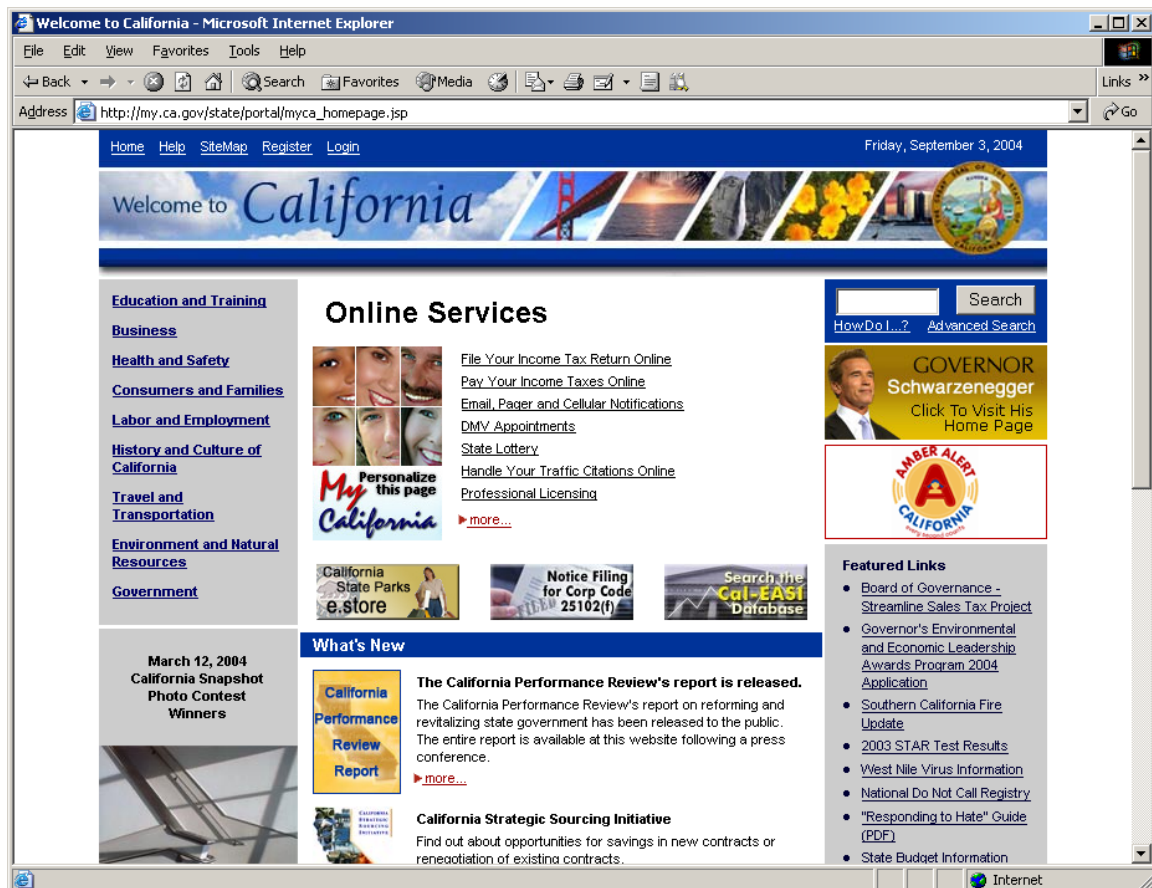 Welcome to California - Microsoft Internet Explorer
File Edit View Favorites Tools Help
Back Search Favorites Media Links »
Address http://my.ca.gov/state/portal/myca_homepage.jsp Go
Home Help SiteMap Register Login Friday, September 3, 2004
Welcome to California
Education and Training
Business
Health and Safety
Consumers and Families
Labor and Employment
History and Culture of
California
Travel and
Transportation
Environment and Natural
Resources
Government
March 12, 2004
California Snapshot
Photo Contest
Winners
Online Services
Personalize
this page
My
California
File Your Income Tax Return Online
Pay Your Income Taxes Online
Email, Pager and Cellular Notifications
DMV Appointments
State Lottery
Handle Your Traffic Citations Online
Professional Licensing
more...
California
State Parks
e.store
Notice Filing
for Corp Code
25102(f)
FILED
Search the
Cal-EASI
Database
What's New
California
Performance
Review
Report
The California Performance Review's report is released.
The California Performance Review's report on reforming and
revitalizing state government has been released to the public.
The entire report is available at this website following a press
conference.
more...
CALIFORNIA
STRATEGIC
SOURCING
INITIATIVE
California Strategic Sourcing Initiative
Find out about opportunities for savings in new contracts or
renegotiation of existing contracts.
Search
How Do I...? Advanced Search
GOVERNOR
Schwarzenegger
Click To Visit His
Home Page
AMBER ALERT
A
CALIFORNIA
every second counts
Featured Links
• Board of Governance -
Streamline Sales Tax Project
• Governor's Environmental
and Economic Leadership
Awards Program 2004
Application
• Southern California Fire
Update
• 2003 STAR Test Results
• West Nile Virus Information
• National Do Not Call Registry
• "Responding to Hate" Guide
(PDF)
• State Budget Information
Internet